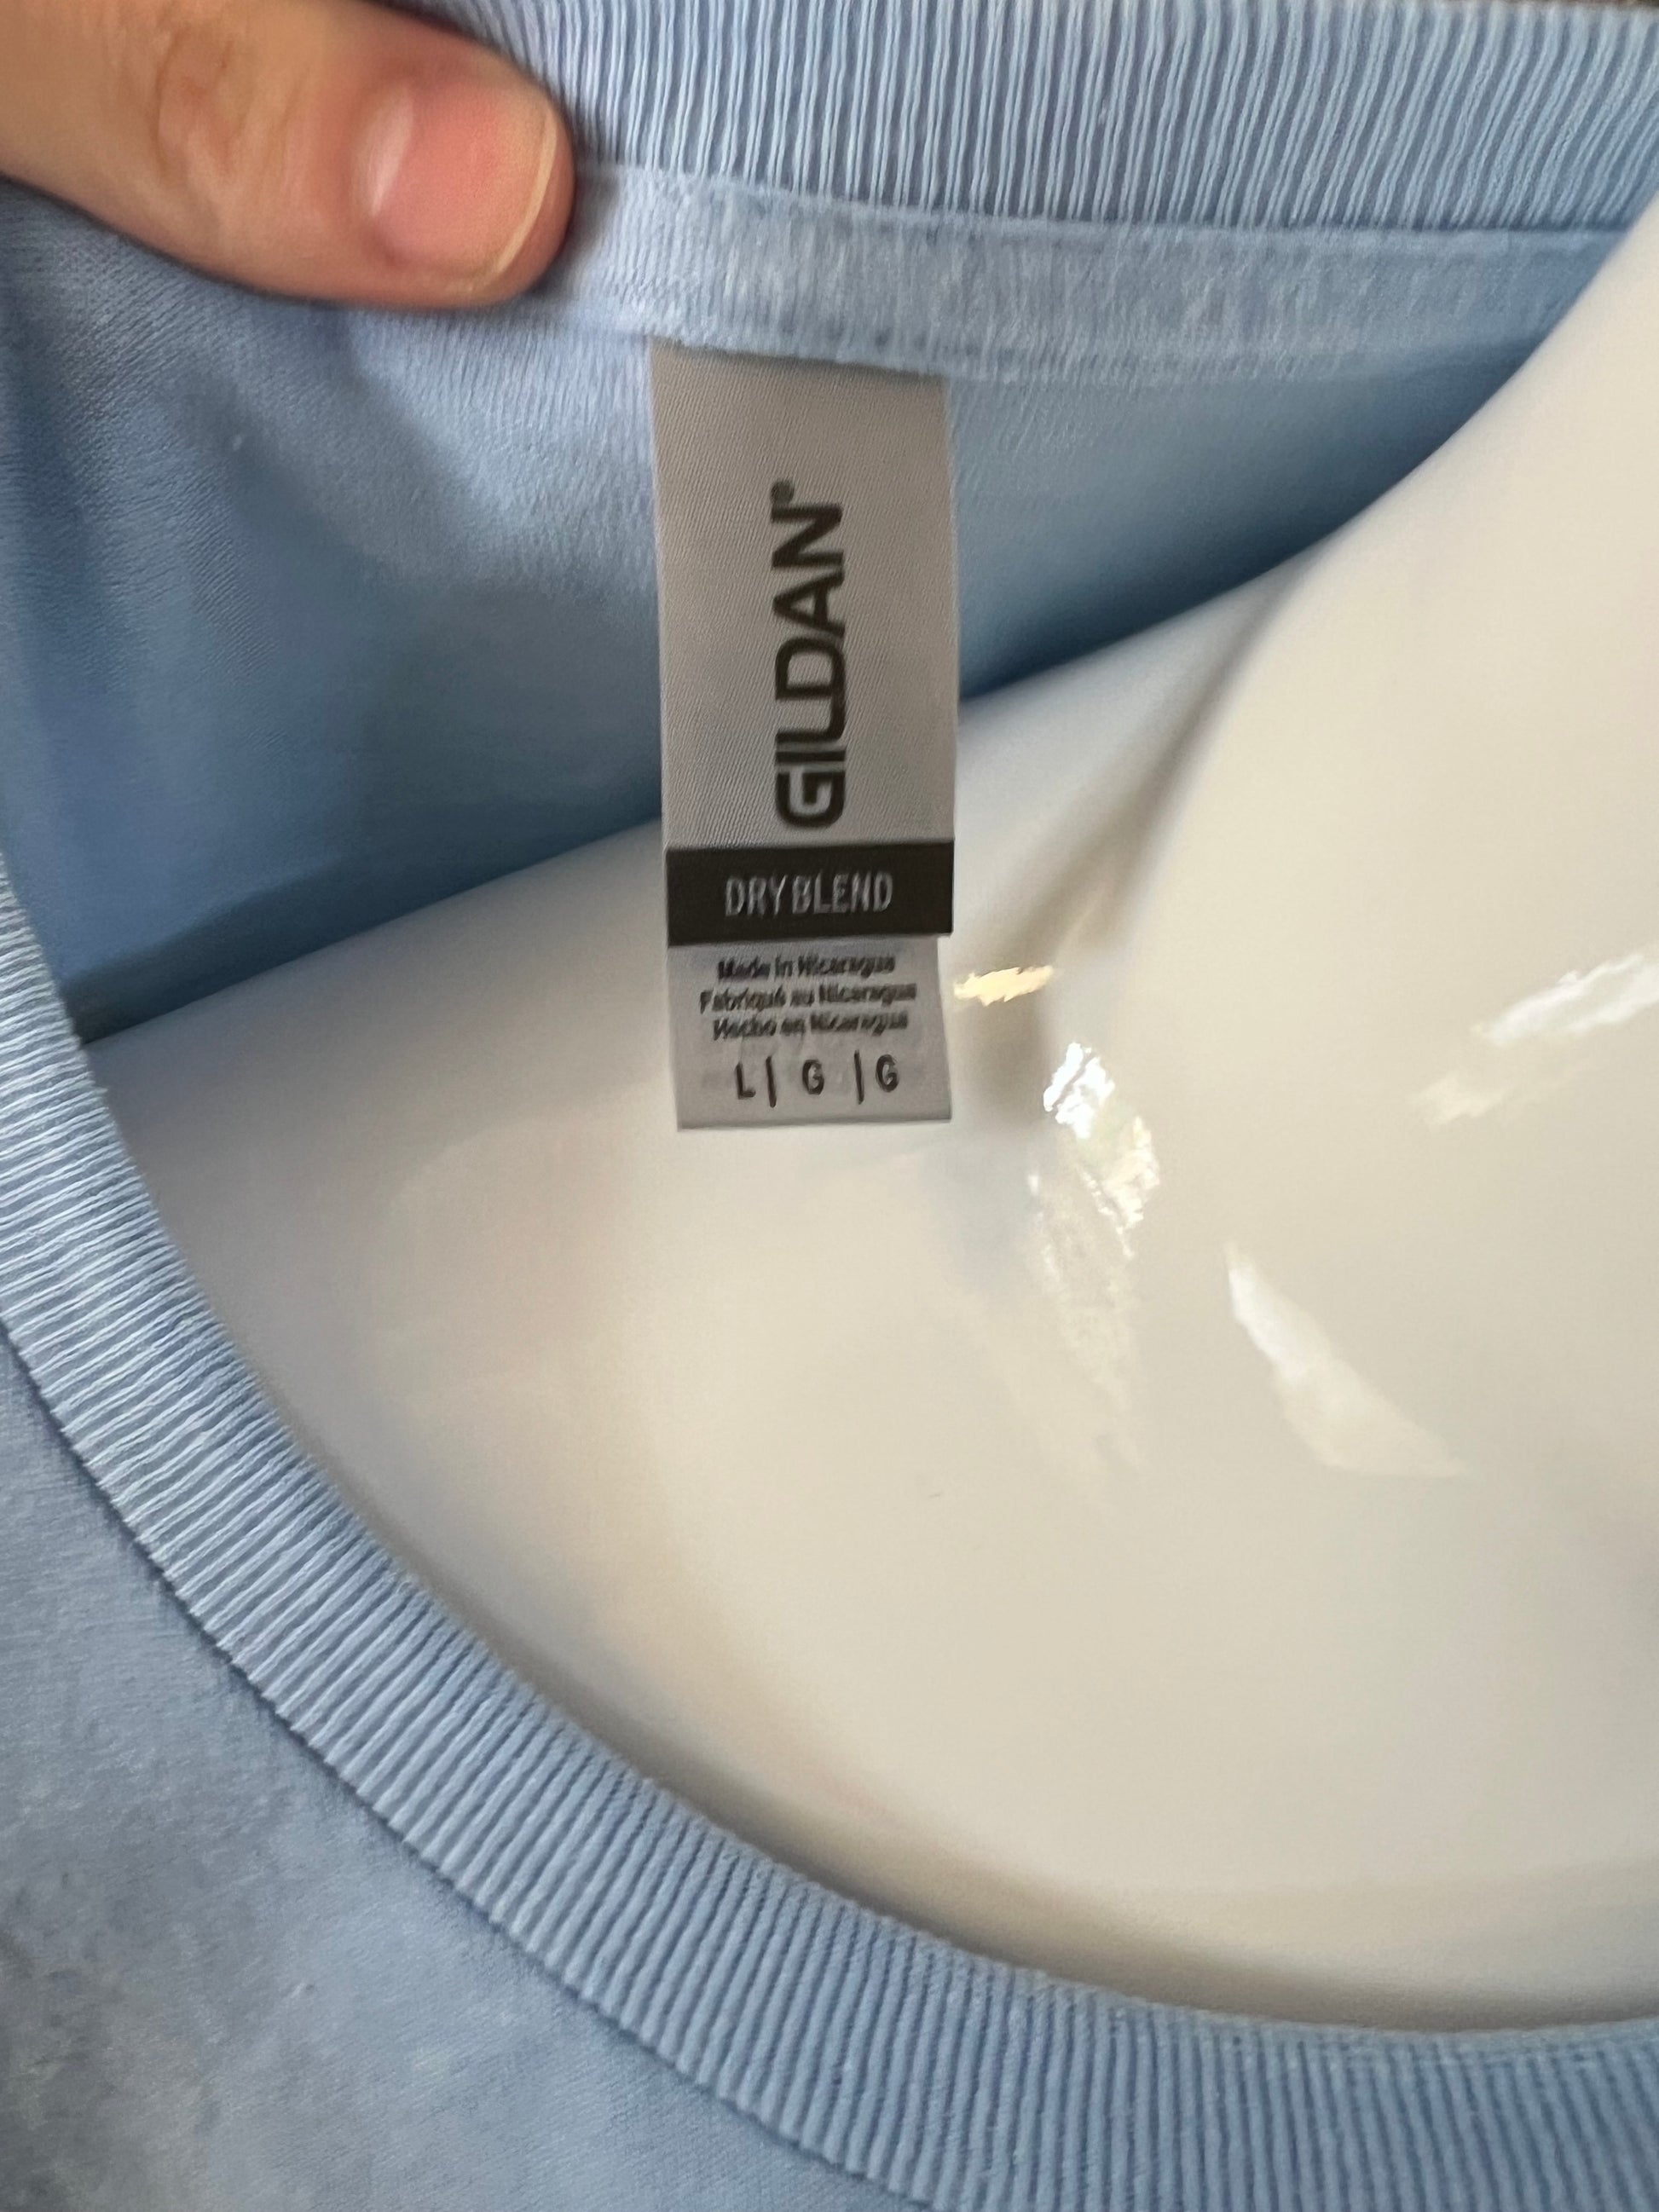 GILDAN®
DRYBLEND
Made in Nicaragua
Fabriqué au Nicaragua
Hecho en Nicaragua
L | G | G